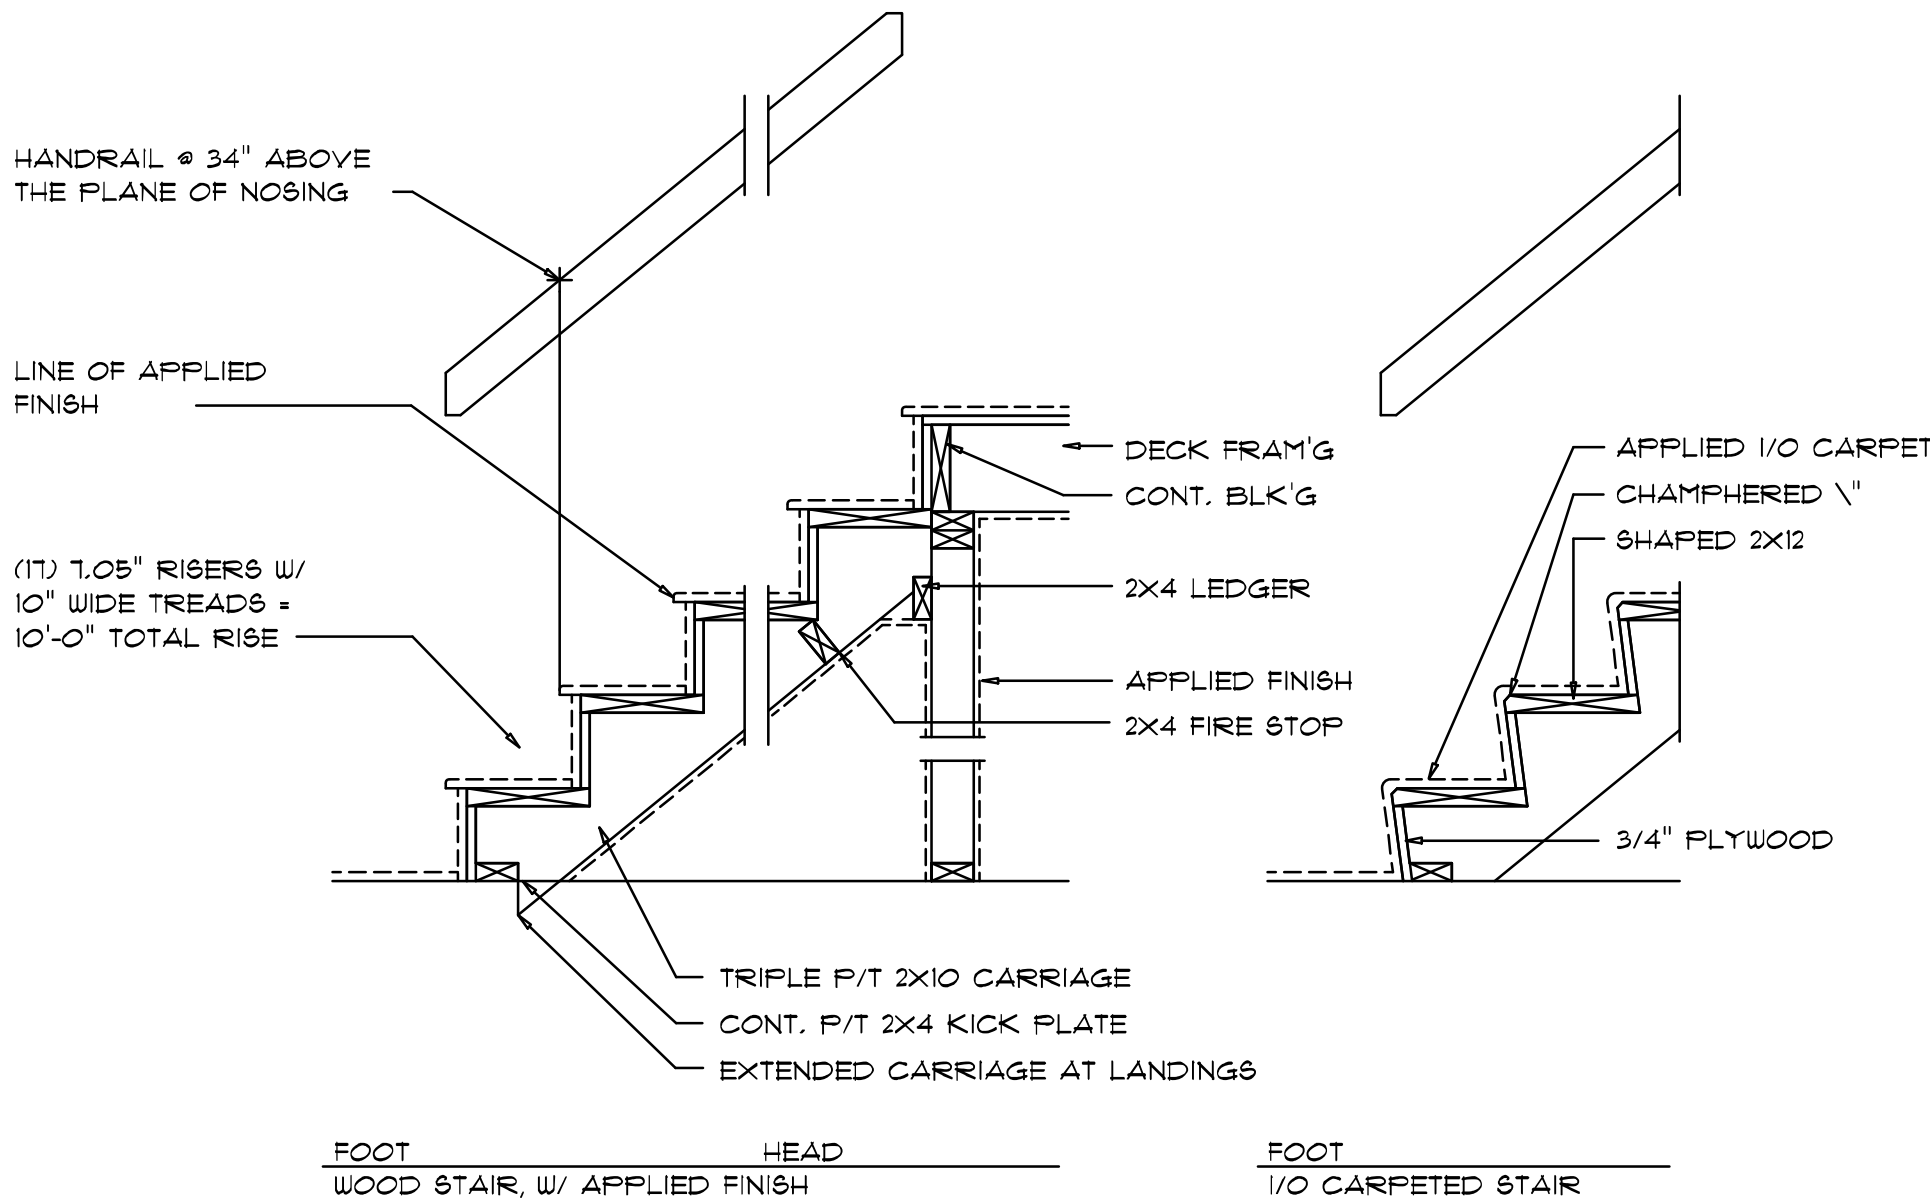 HANDRAIL @ 34" ABOVE
THE PLANE OF NOSING
LINE OF APPLIED
FINISH
(17) 7.05" RISERS W/
10" WIDE TREADS =
10'-0" TOTAL RISE
DECK FRAM'G
CONT. BLK'G
2X4 LEDGER
APPLIED FINISH
2X4 FIRE STOP
TRIPLE P/T 2X10 CARRIAGE
CONT. P/T 2X4 KICK PLATE
EXTENDED CARRIAGE AT LANDINGS
FOOT HEAD
WOOD STAIR, W/ APPLIED FINISH
APPLIED I/O CARPET
CHAMPHERED \"
SHAPED 2X12
3/4" PLYWOOD
FOOT
I/O CARPETED STAIR